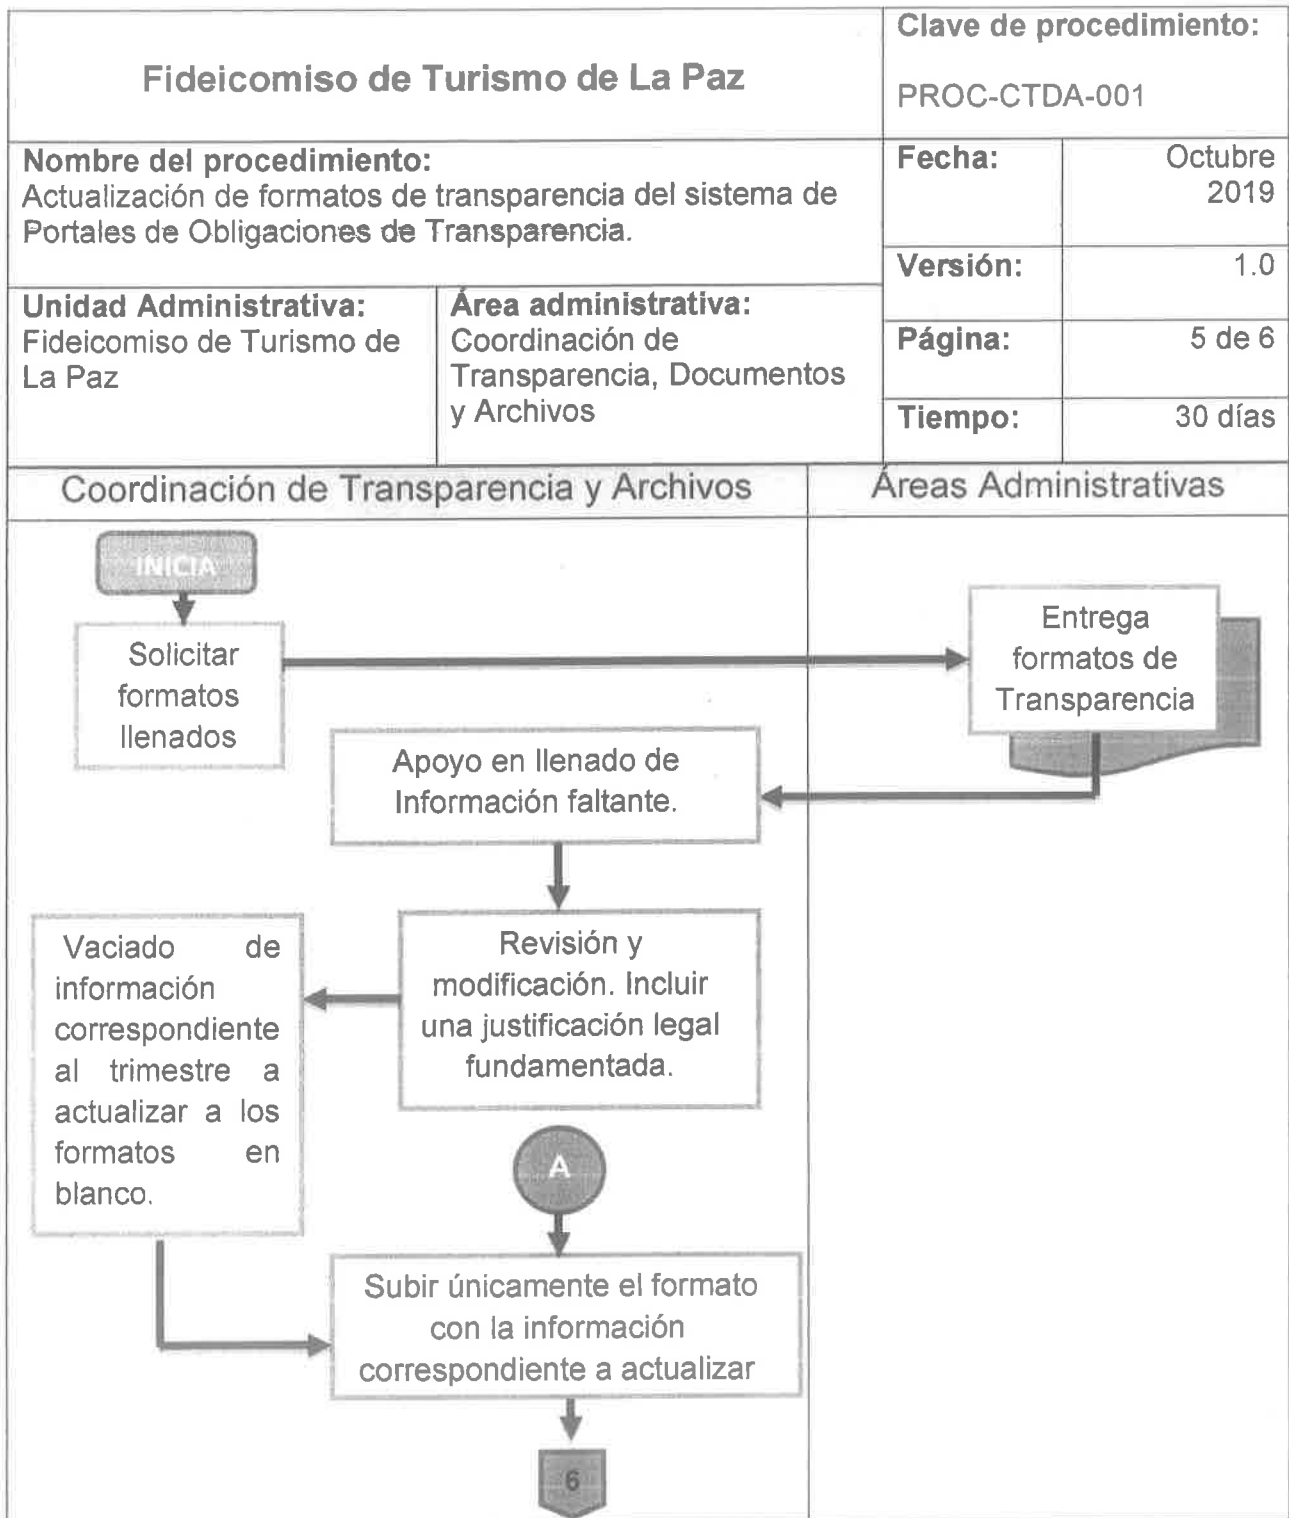 Fideicomiso de Turismo de La Paz
Clave de procedimiento:
PROC-CTDA-001
Nombre del procedimiento:
Actualización de formatos de transparencia del sistema de
Portales de Obligaciones de Transparencia.
Fecha:
Octubre
2019
Versión:
1.0
Unidad Administrativa:
Fideicomiso de Turismo de
La Paz
Área administrativa:
Coordinación de
Transparencia, Documentos
y Archivos
Página:
5 de 6
Tiempo:
30 días
Coordinación de Transparencia y Archivos
Áreas Administrativas
INICIA
Solicitar
formatos
llenados
Entrega
formatos de
Transparencia
Apoyo en llenado de
Información faltante.
Revisión y
modificación. Incluir
una justificación legal
fundamentada.
Vaciado de
información
correspondiente
al trimestre a
actualizar a los
formatos en
blanco.
A
Subir únicamente el formato
con la información
correspondiente a actualizar
6